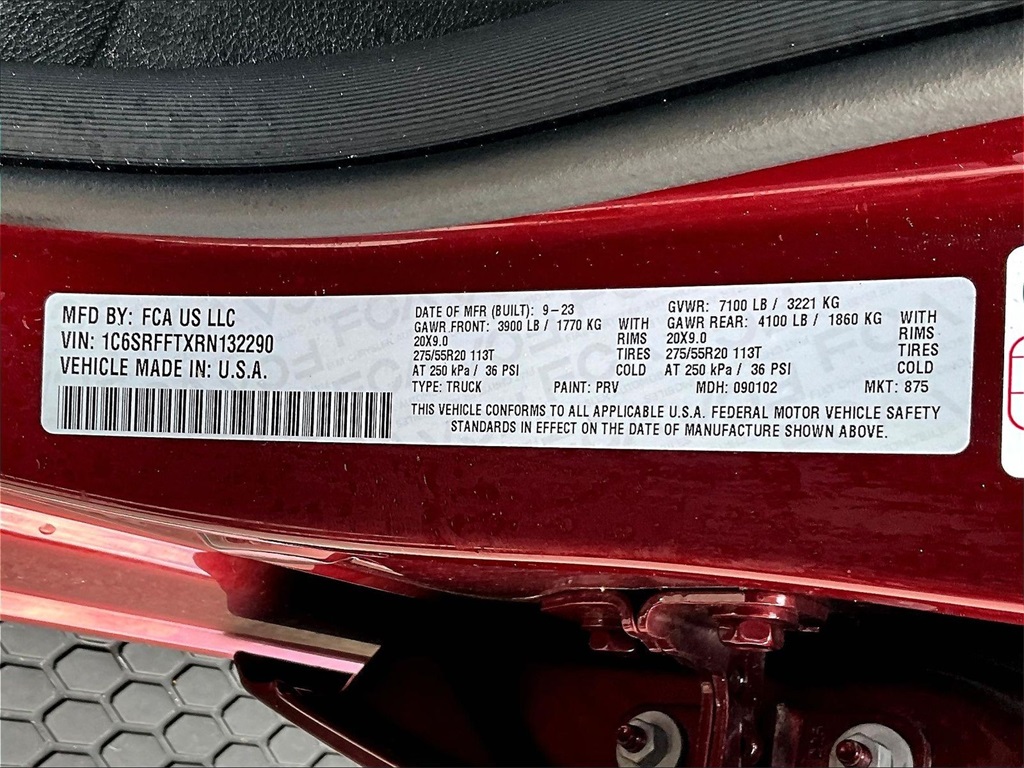 MFD BY: FCA US LLC
VIN: 1C6SRFFTXRN132290
VEHICLE MADE IN: U.S.A.
DATE OF MFR (BUILT): 9-23
GAWR FRONT: 3900 LB / 1770 KG WITH
20X9.0 RIMS
275/55R20 113T TIRES
AT 250 kPa / 36 PSI COLD
GVWR: 7100 LB / 3221 KG
GAWR REAR: 4100 LB / 1860 KG WITH
20X9.0 RIMS
275/55R20 113T TIRES
AT 250 kPa / 36 PSI COLD
TYPE: TRUCK PAINT: PRV MDH: 090102 MKT: 875
THIS VEHICLE CONFORMS TO ALL APPLICABLE U.S.A. FEDERAL MOTOR VEHICLE SAFETY
STANDARDS IN EFFECT ON THE DATE OF MANUFACTURE SHOWN ABOVE.